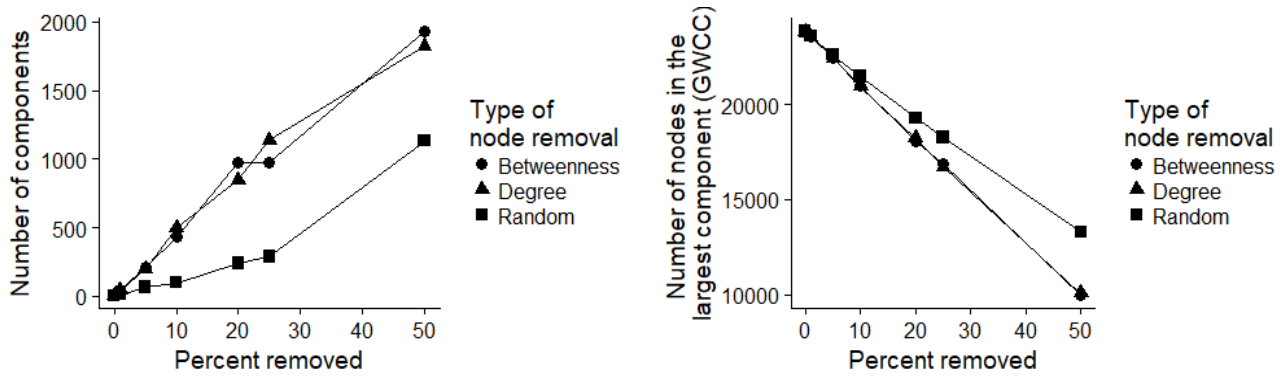 Number of components
2000
1500
1000
500
0
0
10
20
30
40
50
Percent removed
Type of
node removal
Betweenness
Degree
Random
Number of nodes in the
largest component (GWCC)
20000
15000
10000
0
10
20
30
40
50
Percent removed
Type of
node removal
Betweenness
Degree
Random